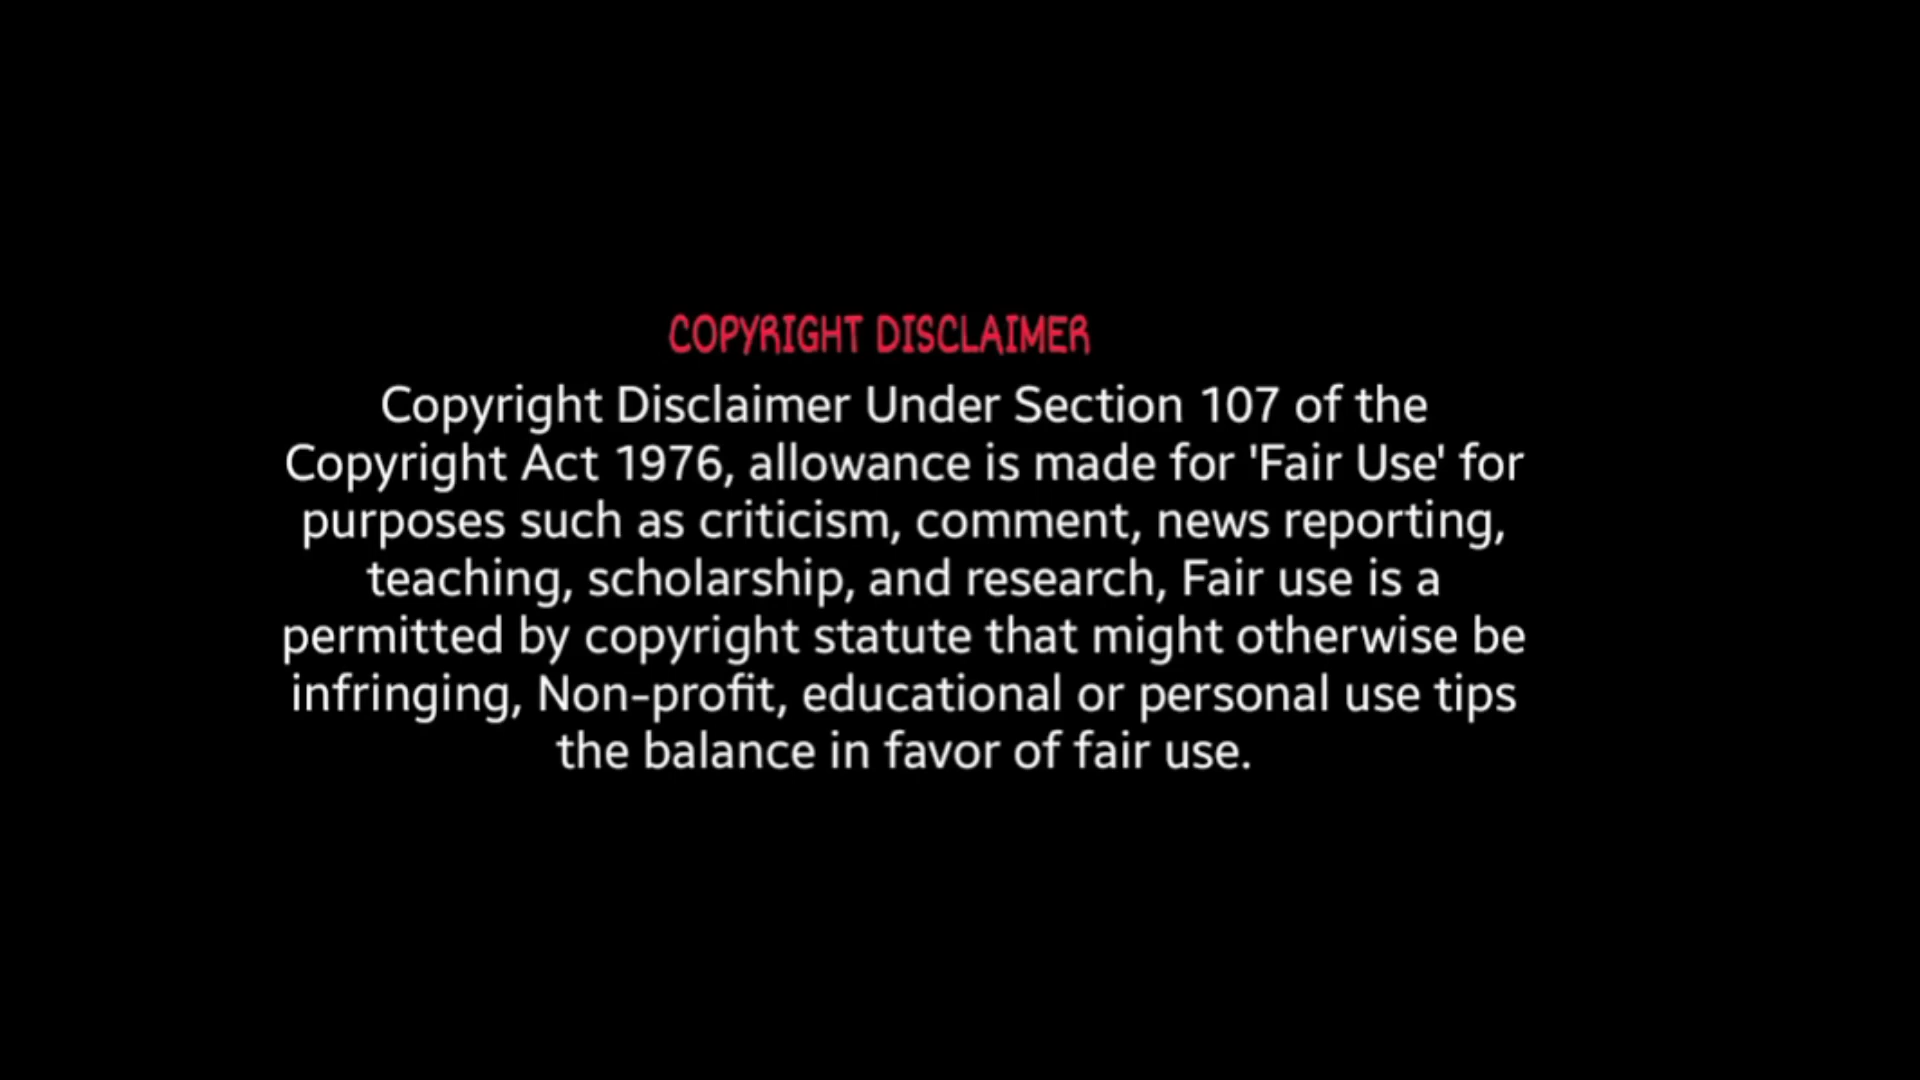 COPYRIGHT DISCLAIMER
Copyright Disclaimer Under Section 107 of the
Copyright Act 1976, allowance is made for 'Fair Use' for
purposes such as criticism, comment, news reporting,
teaching, scholarship, and research, Fair use is a
permitted by copyright statute that might otherwise be
infringing, Non-profit, educational or personal use tips
the balance in favor of fair use.